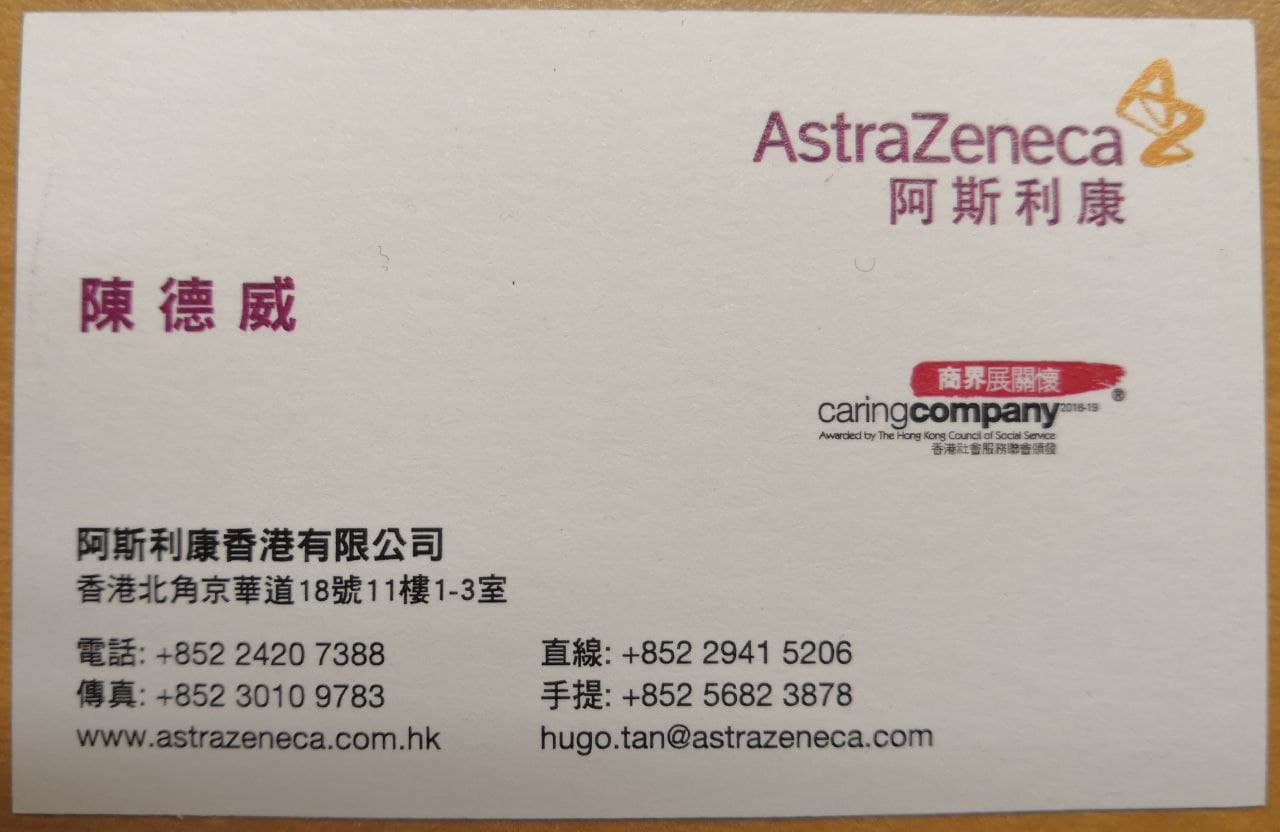 AstraZeneca
阿斯利康
陳德威
商界展關懷
caringcompany 2018-19 ®
Awarded by The Hong Kong Council of Social Service
香港社會服務聯會頒發
阿斯利康香港有限公司
香港北角京華道18號11樓1-3室
電話: +852 2420 7388 直線: +852 2941 5206
傳真: +852 3010 9783 手提: +852 5682 3878
www.astrazeneca.com.hk hugo.tan@astrazeneca.com